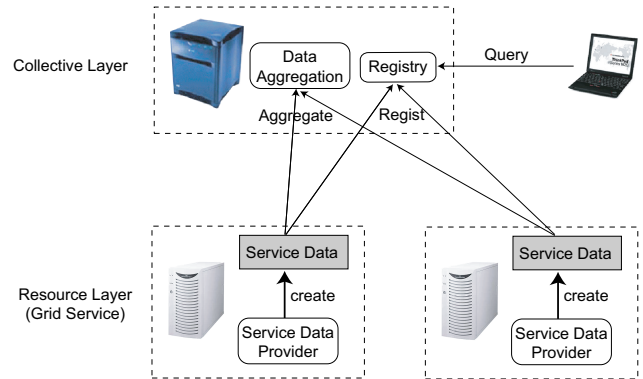 Collective Layer
Data
Aggregation
Registry
Query
Aggregate
Regist
Service Data
Service Data
create
create
Resource Layer
(Grid Service)
Service Data
Provider
Service Data
Provider